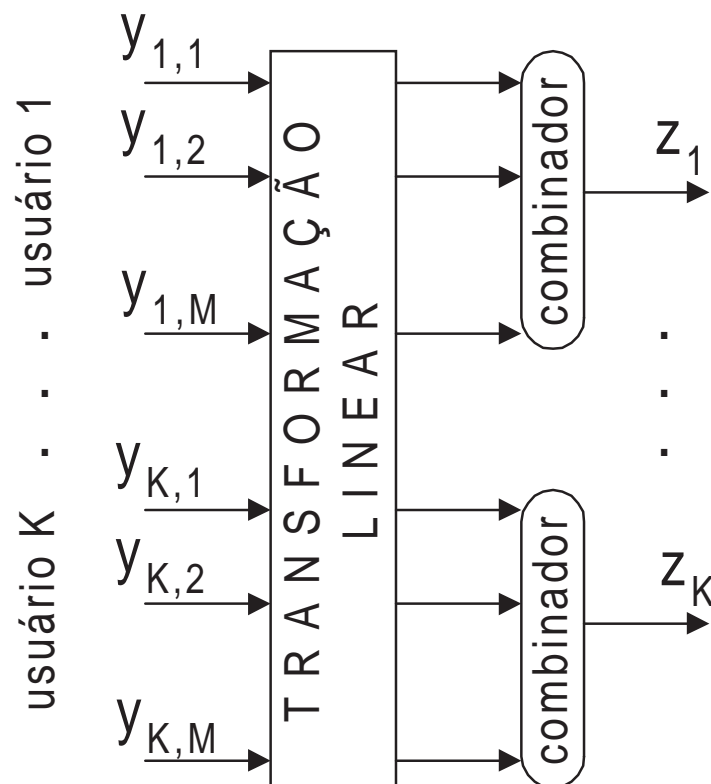 usuário 1
y1,1
y1,2
y1,M
.
.
.
usuário K
yK,1
yK,2
yK,M
TRANSFORMAÇÃO
LINEAR
combinador
z1
.
.
.
combinador
zK